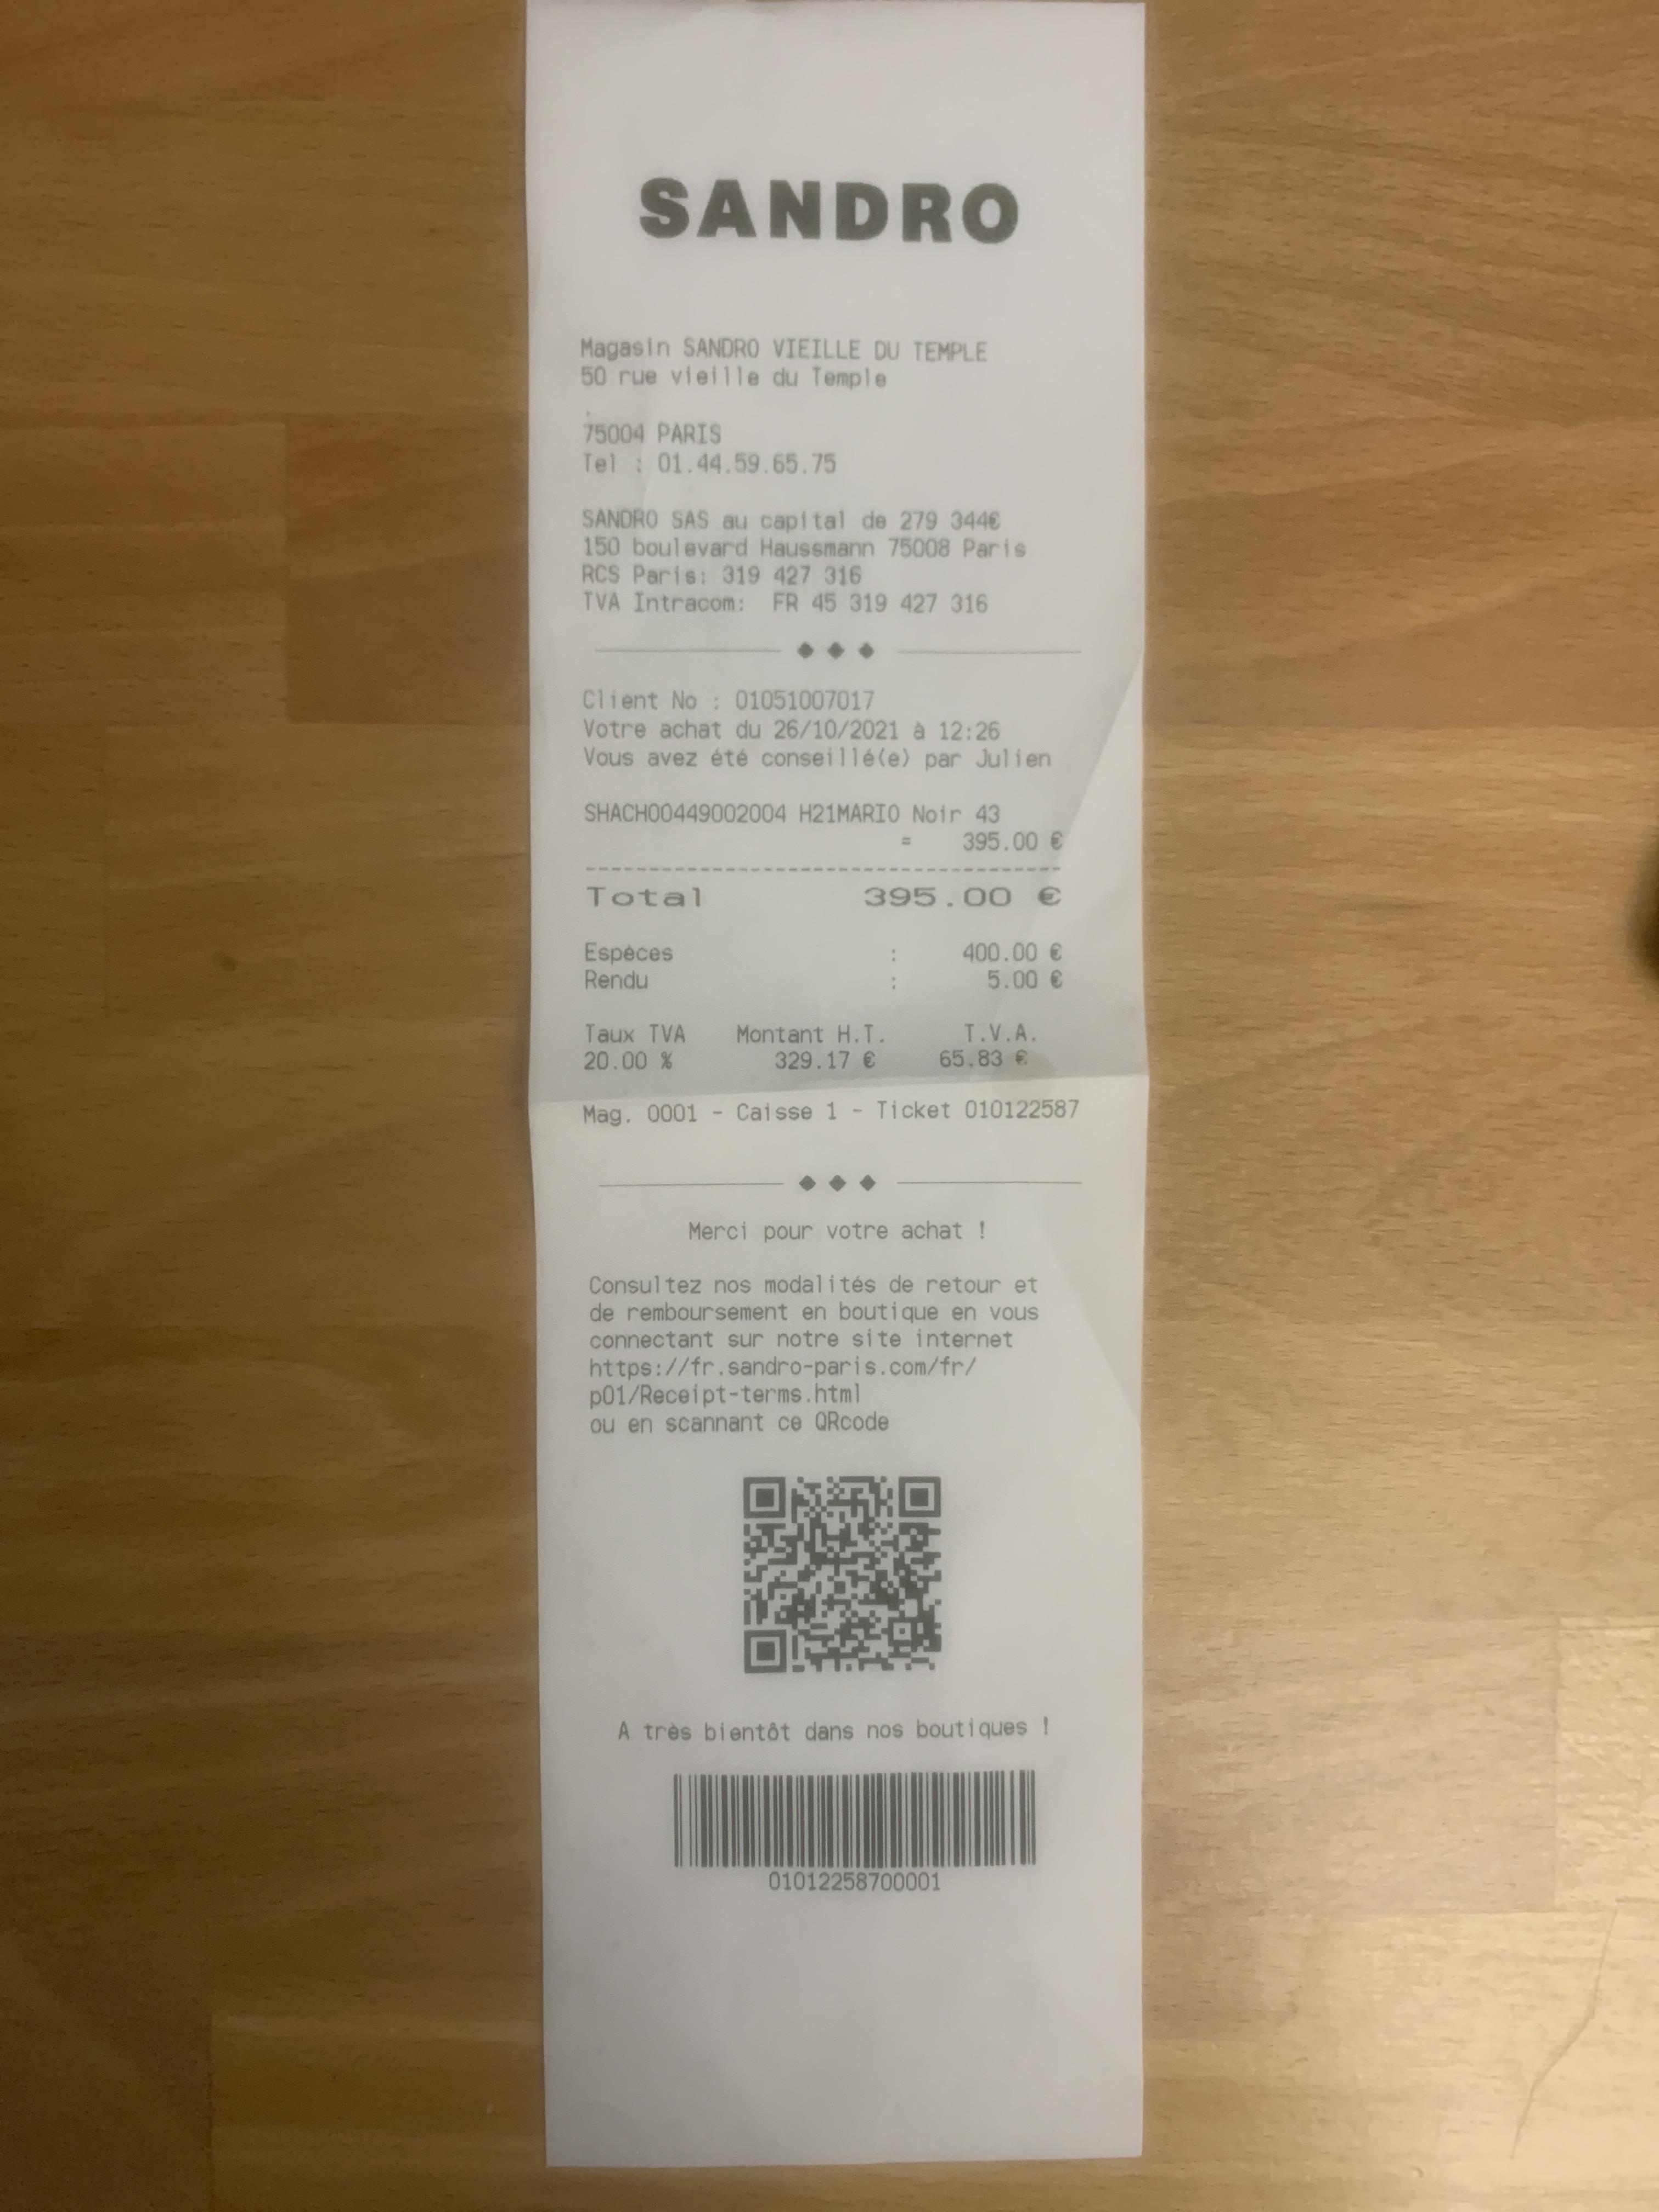 SANDRO
Magasin SANDRO VIEILLE DU TEMPLE
50 rue vieille du Temple
.
75004 PARIS
Tel : 01.44.59.65.75
SANDRO SAS au capital de 279 344€
150 boulevard Haussmann 75008 Paris
RCS Paris: 319 427 316
TVA Intracom: FR 45 319 427 316
Client No : 01051007017
Votre achat du 26/10/2021 à 12:26
Vous avez été conseillé(e) par Julien
SHACH00449002004 H21MARIO Noir 43
= 395.00 €
Total 395.00 €
Espèces : 400.00 €
Rendu : 5.00 €
Taux TVA Montant H.T. T.V.A.
20.00 % 329.17 € 65.83 €
Mag. 0001 - Caisse 1 - Ticket 010122587
Merci pour votre achat !
Consultez nos modalités de retour et
de remboursement en boutique en vous
connectant sur notre site internet
https://fr.sandro-paris.com/fr/
p01/Receipt-terms.html
ou en scannant ce QRcode
A très bientôt dans nos boutiques !
01012258700001